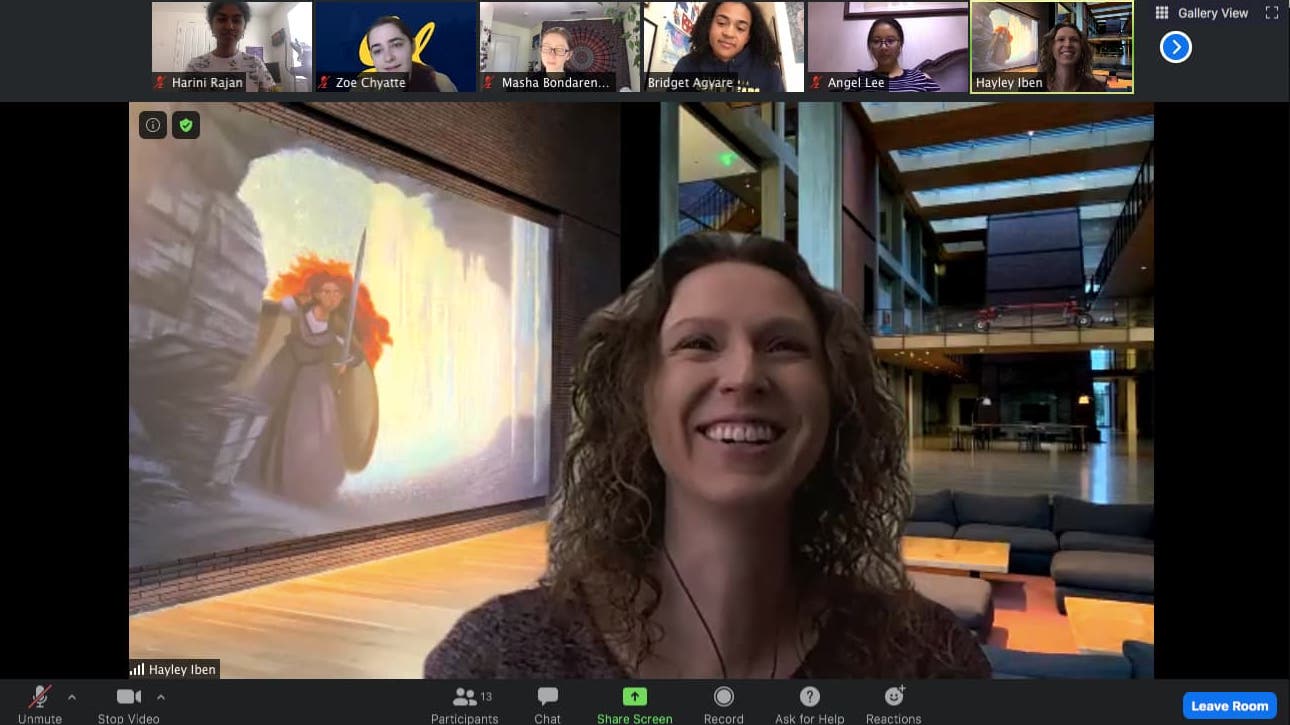 Harini Rajan
Zoe Chyatte
Masha Bondaren...
Bridget Agyare
Angel Lee
Hayley Iben
Gallery View
Hayley Iben
Unmute
Stop Video
Participants
13
Chat
Share Screen
Record
Ask for Help
Reactions
Leave Room